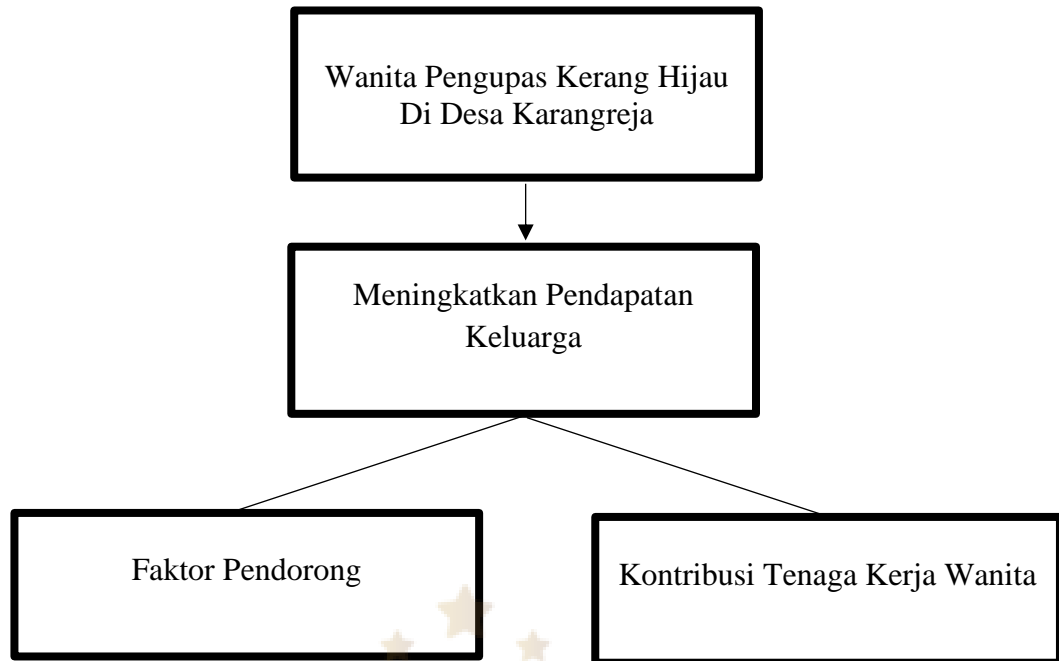 Wanita Pengupas Kerang Hijau
Di Desa Karangreja
Meningkatkan Pendapatan
Keluarga
Faktor Pendorong
Kontribusi Tenaga Kerja Wanita